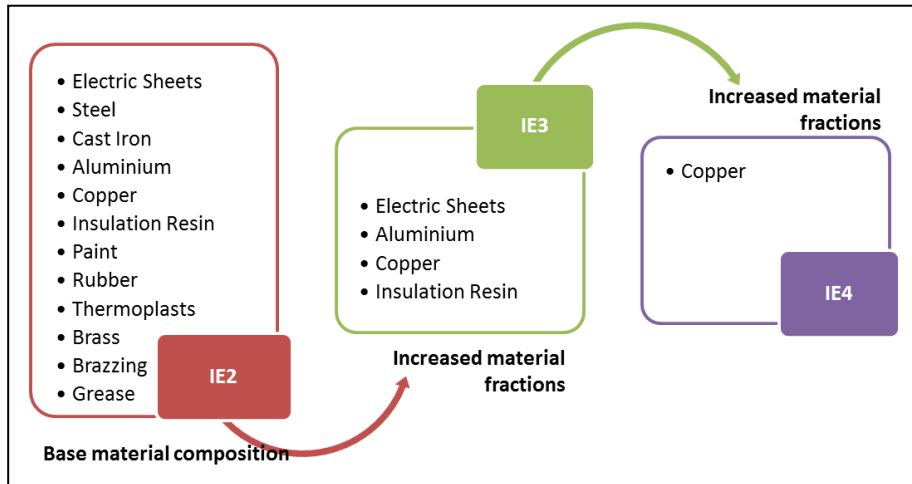 • Electric Sheets
• Steel
• Cast Iron
• Aluminium
• Copper
• Insulation Resin
• Paint
• Rubber
• Thermoplasts
• Brass
• Brazzing
• Grease
IE2
Base material composition
IE3
• Electric Sheets
• Aluminium
• Copper
• Insulation Resin
Increased material
fractions
Increased material
fractions
• Copper
IE4